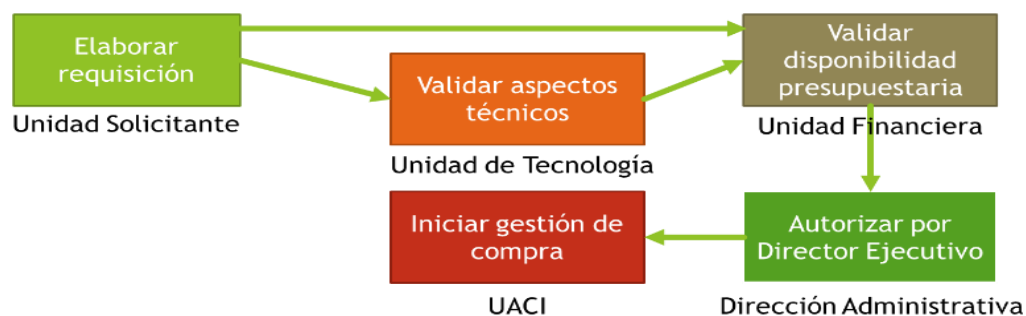 Elaborar
requisición
Unidad Solicitante
Validar aspectos
técnicos
Unidad de Tecnología
Validar
disponibilidad
presupuestaria
Unidad Financiera
Autorizar por
Director Ejecutivo
Dirección Administrativa
Iniciar gestión de
compra
UACI